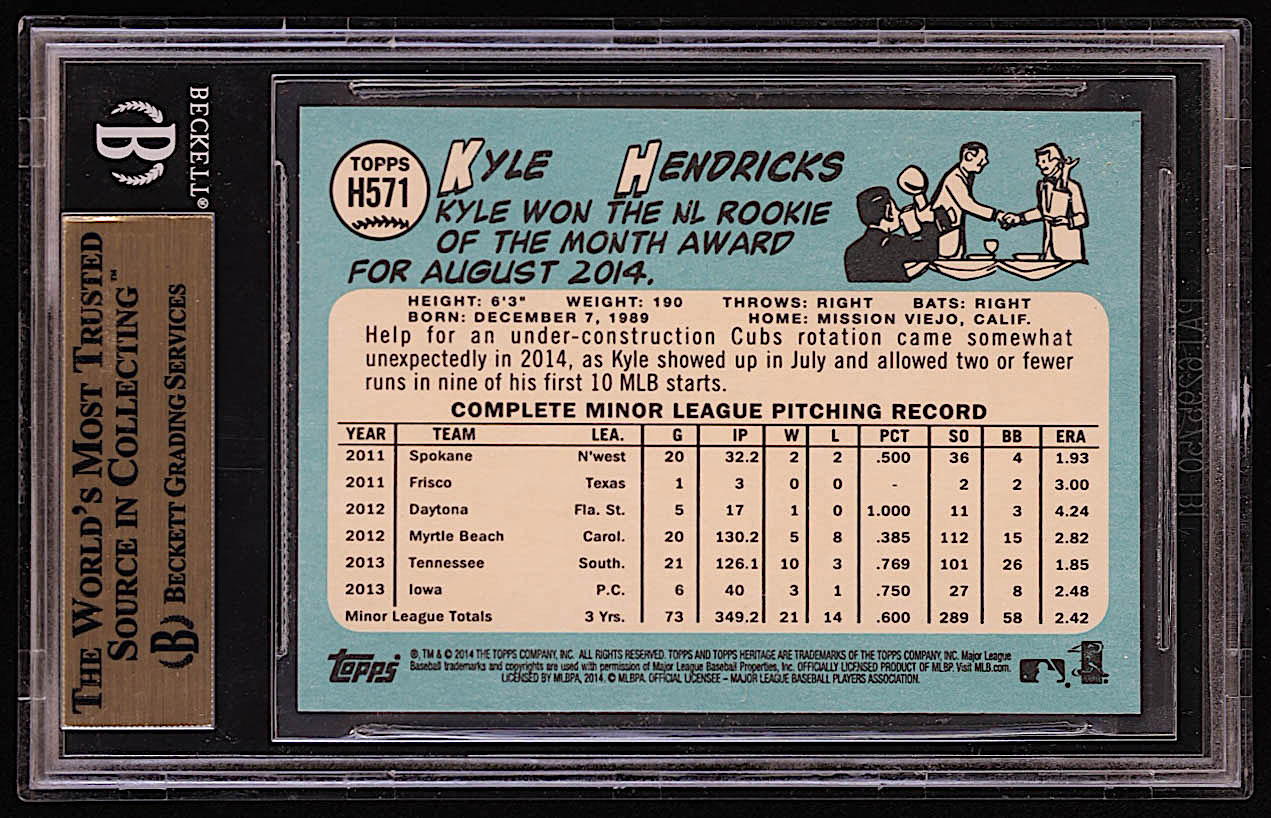 BECKETT®
THE WORLD'S MOST TRUSTED
SOURCE IN COLLECTING™
B BECKETT GRADING SERVICES
TOPPS
H571
KYLE HENDRICKS
KYLE WON THE NL ROOKIE
OF THE MONTH AWARD
FOR AUGUST 2014.
HEIGHT: 6'3" WEIGHT: 190 THROWS: RIGHT BATS: RIGHT
BORN: DECEMBER 7, 1989 HOME: MISSION VIEJO, CALIF.
Help for an under-construction Cubs rotation came somewhat
unexpectedly in 2014, as Kyle showed up in July and allowed two or fewer
runs in nine of his first 10 MLB starts.
COMPLETE MINOR LEAGUE PITCHING RECORD
YEAR TEAM LEA. G IP W L PCT SO BB ERA
2011 Spokane N'west 20 32.2 2 2 .500 36 4 1.93
2011 Frisco Texas 1 3 0 0 - 2 2 3.00
2012 Daytona Fla. St. 5 17 1 0 1.000 11 3 4.24
2012 Myrtle Beach Carol. 20 130.2 5 8 .385 112 15 2.82
2013 Tennessee South. 21 126.1 10 3 .769 101 26 1.85
2013 Iowa P.C. 6 40 3 1 .750 27 8 2.48
Minor League Totals 3 Yrs. 73 349.2 21 14 .600 289 58 2.42
topps
®, TM & © 2014 THE TOPPS COMPANY, INC. ALL RIGHTS RESERVED. TOPPS AND TOPPS HERITAGE ARE TRADEMARKS OF THE TOPPS COMPANY, INC. Major League
Baseball trademarks and copyrights are used with permission of Major League Baseball Properties, Inc. OFFICIALLY LICENSED PRODUCT OF MLBP. Visit MLB.com.
LICENSED BY MLBPA, 2014. © MLBPA. OFFICIAL LICENSEE – MAJOR LEAGUE BASEBALL PLAYERS ASSOCIATION.